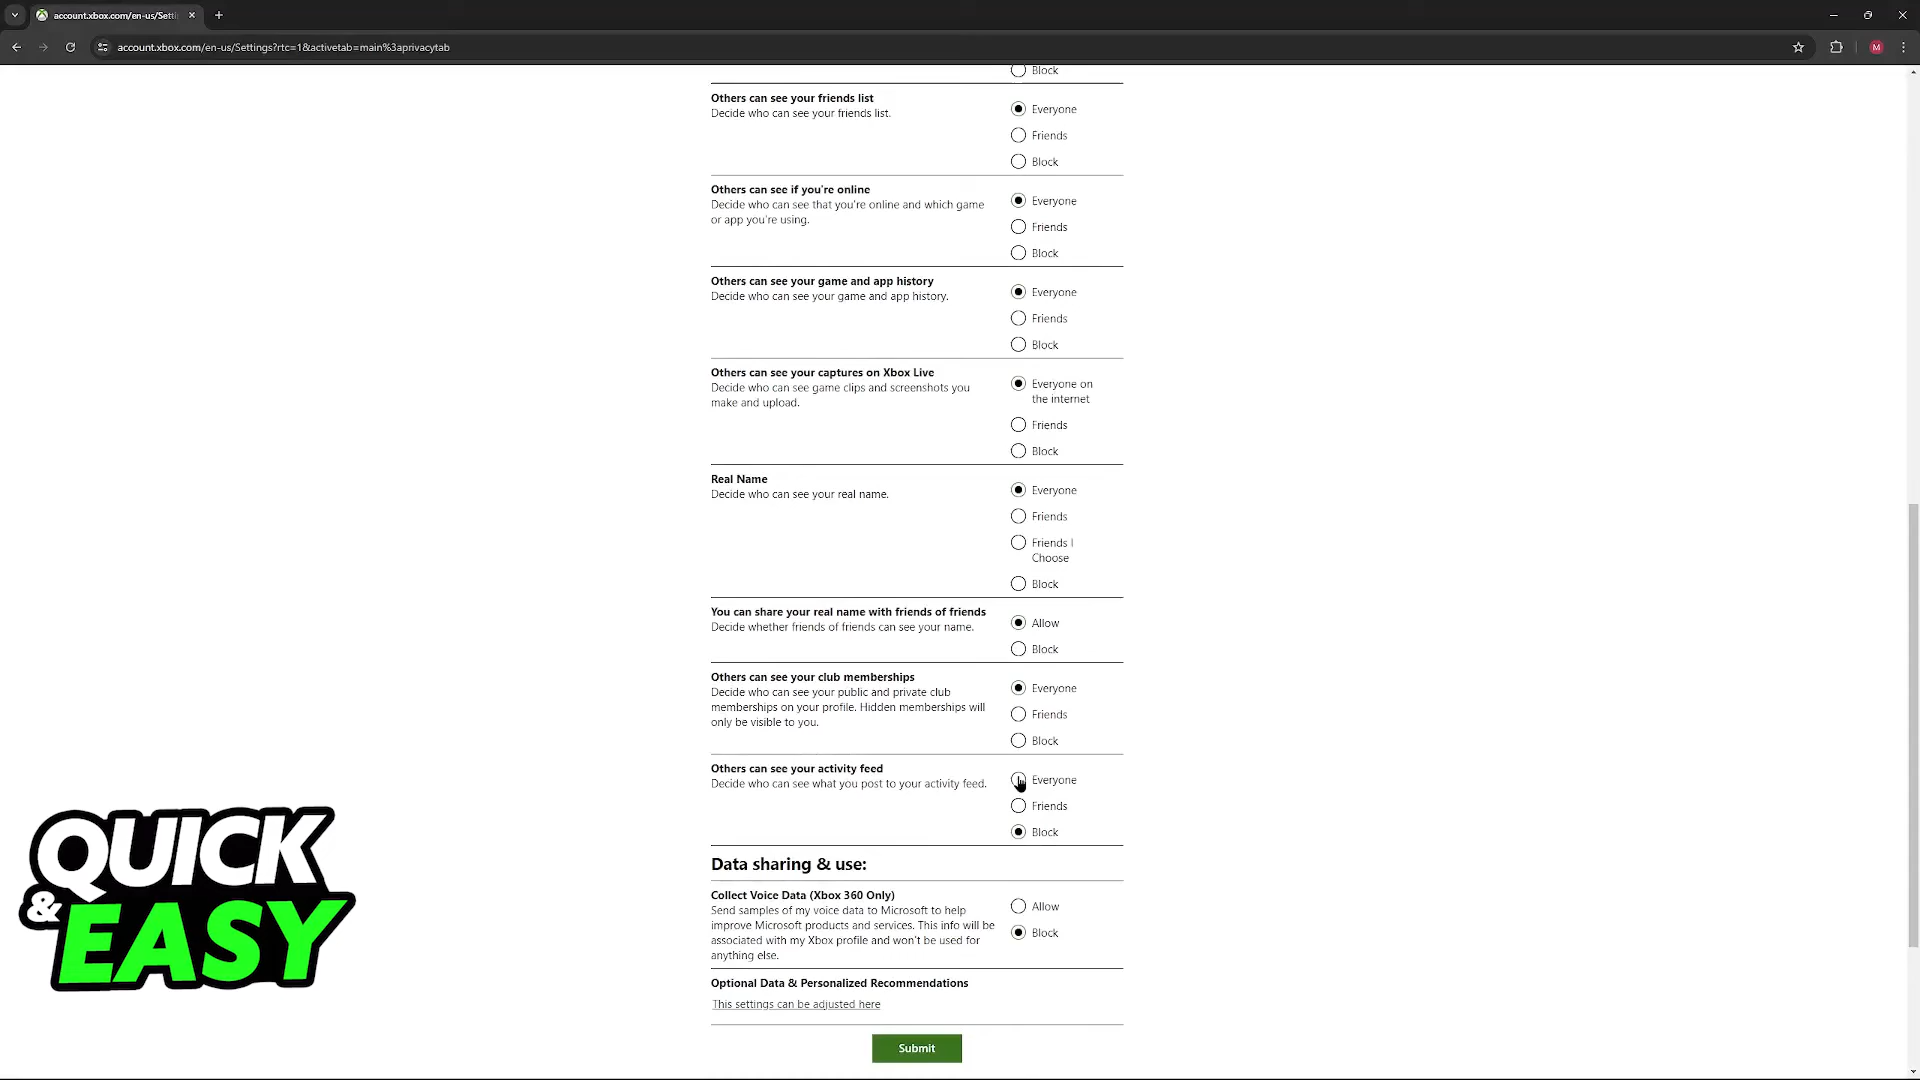 account.xbox.com/en-us/Setti
account.xbox.com/en-us/Settings?rtc=1&activetab=main%3aprivacytab
M
Block
Others can see your friends list
Decide who can see your friends list.
Everyone
Friends
Block
Others can see if you're online
Decide who can see that you're online and which game
or app you're using.
Everyone
Friends
Block
Others can see your game and app history
Decide who can see your game and app history.
Everyone
Friends
Block
Others can see your captures on Xbox Live
Decide who can see game clips and screenshots you
make and upload.
Everyone on
the internet
Friends
Block
Real Name
Decide who can see your real name.
Everyone
Friends
Friends I
Choose
Block
You can share your real name with friends of friends
Decide whether friends of friends can see your name.
Allow
Block
Others can see your club memberships
Decide who can see your public and private club
memberships on your profile. Hidden memberships will
only be visible to you.
Everyone
Friends
Block
Others can see your activity feed
Decide who can see what you post to your activity feed.
Everyone
Friends
Block
Data sharing & use:
Collect Voice Data (Xbox 360 Only)
Send samples of my voice data to Microsoft to help
improve Microsoft products and services. This info will be
associated with my Xbox profile and won't be used for
anything else.
Allow
Block
Optional Data & Personalized Recommendations
This settings can be adjusted here
Submit
QUICK
& EASY